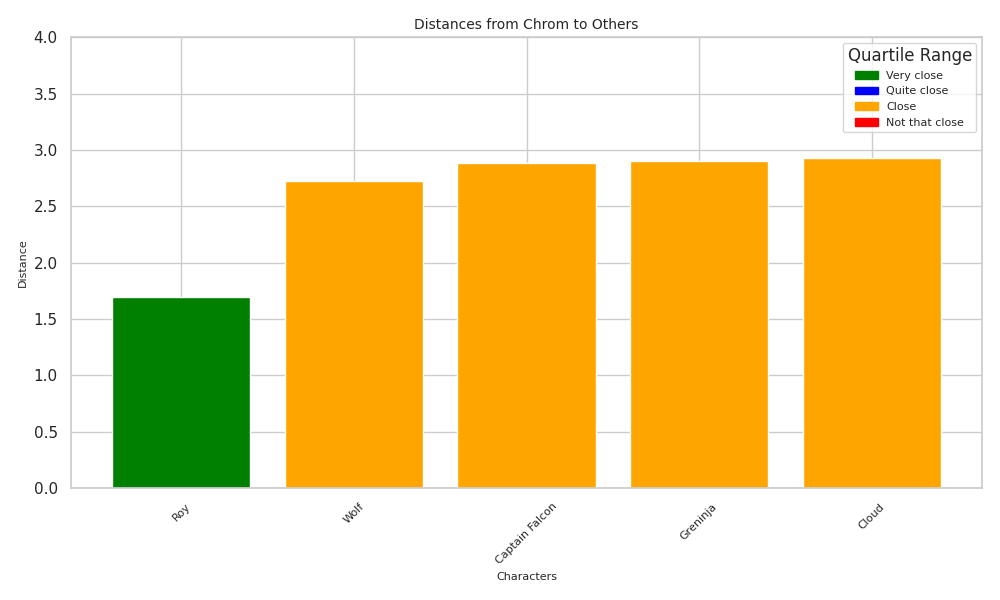 Distances from Chrom to Others
4.0
3.5
3.0
2.5
2.0
1.5
1.0
0.5
0.0
Distance
Quartile Range
Very close
Quite close
Close
Not that close
Roy
Wolf
Captain Falcon
Greninja
Cloud
Characters